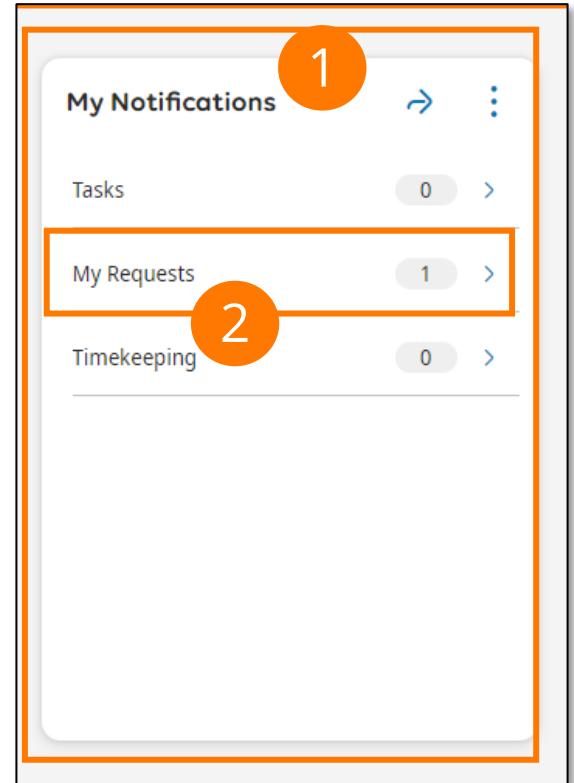 1
My Notifications
Tasks 0
My Requests 1
2
Timekeeping 0